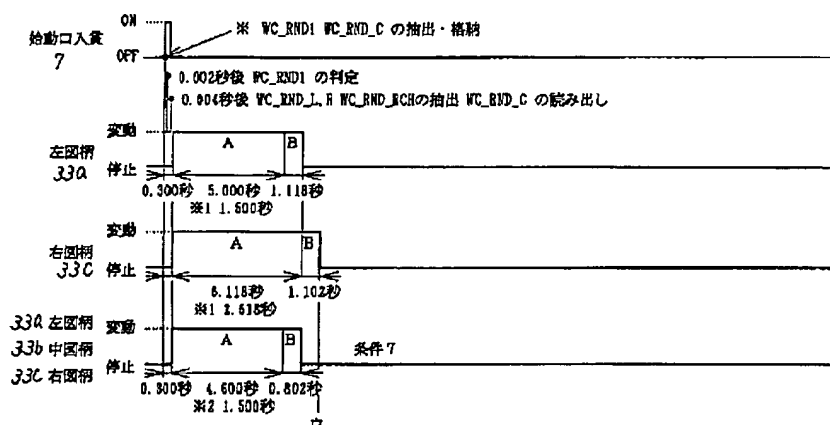 ON
始動口入賞
7
OFF
※ WC_RND1 WC_RND_C の抽出・格納
0.002秒後 WC_RND1 の判定
0.004秒後 WC_RND_L,R WC_RND_RCHの抽出 WC_RND_C の読み出し
左図柄
33a
変動
停止
A
B
0.300秒 5.000秒 1.118秒
※1 1.500秒
右図柄
33C
変動
停止
A
B
6.118秒 1.102秒
※1 2.618秒
33a 左図柄
33b 中図柄
33C 右図柄
変動
停止
A
B
条件7
0.300秒 4.600秒 0.802秒
※2 1.500秒
ウ